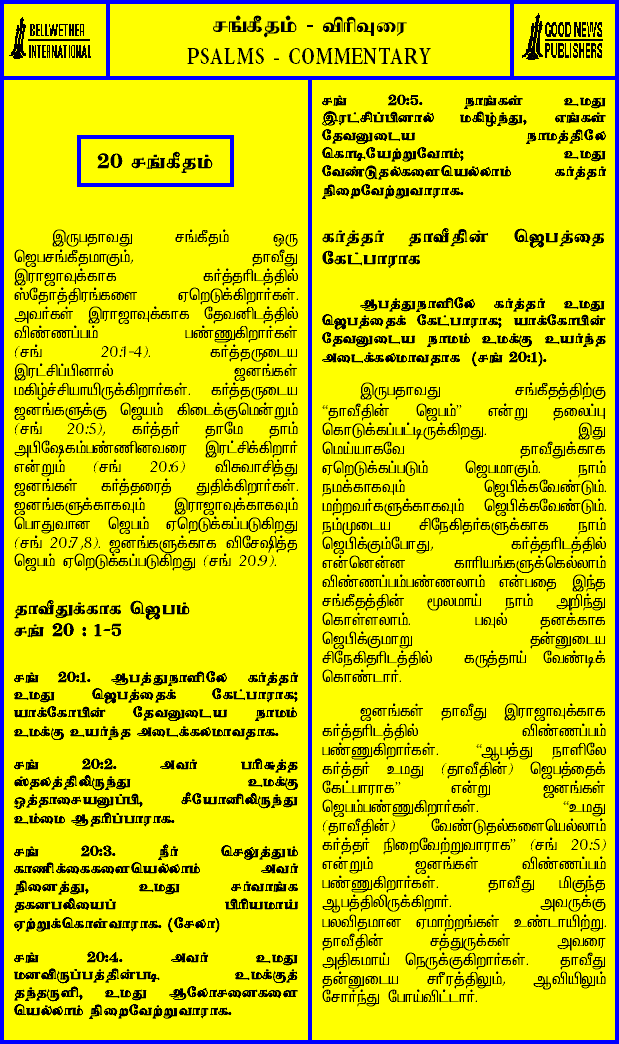 BELLWETHER
INTERNATIONAL
சங்கீதம் - விரிவுரை
PSALMS - COMMENTARY
GOOD NEWS
PUBLISHERS
20 சங்கீதம்
இருபதாவது சங்கீதம் ஒரு
ஜெபசங்கீதமாகும், தாவீது
இராஜாவுக்காக கர்த்தரிடத்தில்
ஸ்தோத்திரங்களை ஏறெடுக்கிறார்கள்.
அவர்கள் இராஜாவுக்காக தேவனிடத்தில்
விண்ணப்பம் பண்ணுகிறார்கள்
(சங் 20:1-4). கர்த்தருடைய
இரட்சிப்பினால் ஜனங்கள்
மகிழ்ச்சியாயிருக்கிறார்கள். கர்த்தருடைய
ஜனங்களுக்கு ஜெயம் கிடைக்குமென்றும்
(சங் 20:5), கர்த்தர் தாமே தாம்
அபிஷேகம்பண்ணினவரை இரட்சிக்கிறார்
என்றும் (சங் 20:6) விசுவாசித்து
ஜனங்கள் கர்த்தரைத் துதிக்கிறார்கள்.
ஜனங்களுக்காகவும் இராஜாவுக்காகவும்
பொதுவான ஜெபம் ஏறெடுக்கப்படுகிறது
(சங் 20:7,8). ஜனங்களுக்காக விசேஷித்த
ஜெபம் ஏறெடுக்கப்படுகிறது (சங் 20:9).
தாவீதுக்காக ஜெபம்
சங் 20 : 1-5
சங் 20:1. ஆபத்துநாளிலே கர்த்தர்
உமது ஜெபத்தைக் கேட்பாராக;
யாக்கோபின் தேவனுடைய நாமம்
உமக்கு உயர்ந்த அடைக்கலமாவதாக.
சங் 20:2. அவர் பரிசுத்த
ஸ்தலத்திலிருந்து உமக்கு
ஒத்தாசையனுப்பி, சீயோனிலிருந்து
உம்மை ஆதரிப்பாராக.
சங் 20:3. நீர் செலுத்தும்
காணிக்கைகளையெல்லாம் அவர்
நினைத்து, உமது சர்வாங்க
தகனபலியைப் பிரியமாய்
ஏற்றுக்கொள்வாராக. (சேலா)
சங் 20:4. அவர் உமது
மனவிருப்பத்தின்படி உமக்குத்
தந்தருளி, உமது ஆலோசனைகளை
யெல்லாம் நிறைவேற்றுவாராக.
சங் 20:5. நாங்கள் உமது
இரட்சிப்பினால் மகிழ்ந்து, எங்கள்
தேவனுடைய நாமத்திலே
கொடியேற்றுவோம்; உமது
வேண்டுதல்களையெல்லாம் கர்த்தர்
நிறைவேற்றுவாராக.
கர்த்தர் தாவீதின் ஜெபத்தை
கேட்பாராக
ஆபத்துநாளிலே கர்த்தர் உமது
ஜெபத்தைக் கேட்பாராக; யாக்கோபின்
தேவனுடைய நாமம் உமக்கு உயர்ந்த
அடைக்கலமாவதாக (சங் 20:1).
இருபதாவது சங்கீதத்திற்கு
“தாவீதின் ஜெபம்” என்று தலைப்பு
கொடுக்கப்பட்டிருக்கிறது. இது
மெய்யாகவே தாவீதுக்காக
ஏறெடுக்கப்படும் ஜெபமாகும். நாம்
நமக்காகவும் ஜெபிக்கவேண்டும்.
மற்றவர்களுக்காகவும் ஜெபிக்கவேண்டும்.
நம்முடைய சிநேகிதர்களுக்காக நாம்
ஜெபிக்கும்போது, கர்த்தரிடத்தில்
என்னென்ன காரியங்களுக்கெல்லாம்
விண்ணப்பம்பண்ணலாம் என்பதை இந்த
சங்கீதத்தின் மூலமாய் நாம் அறிந்து
கொள்ளலாம். பவுல் தனக்காக
ஜெபிக்குமாறு தன்னுடைய
சிநேகிதரிடத்தில் கருத்தாய் வேண்டிக்
கொண்டார்.
ஜனங்கள் தாவீது இராஜாவுக்காக
கர்த்தரிடத்தில் விண்ணப்பம்
பண்ணுகிறார்கள். “ஆபத்து நாளிலே
கர்த்தர் உமது (தாவீதின்) ஜெபத்தைக்
கேட்பாராக” என்று ஜனங்கள்
ஜெபம்பண்ணுகிறார்கள். “உமது
(தாவீதின்) வேண்டுதல்களையெல்லாம்
கர்த்தர் நிறைவேற்றுவாராக” (சங் 20:5)
என்றும் ஜனங்கள் விண்ணப்பம்
பண்ணுகிறார்கள். தாவீது மிகுந்த
ஆபத்திலிருக்கிறார். அவருக்கு
பலவிதமான ஏமாற்றங்கள் உண்டாயிற்று.
தாவீதின் சத்துருக்கள் அவரை
அதிகமாய் நெருக்குகிறார்கள். தாவீது
தன்னுடைய சரீரத்திலும், ஆவியிலும்
சோர்ந்து போய்விட்டார்.